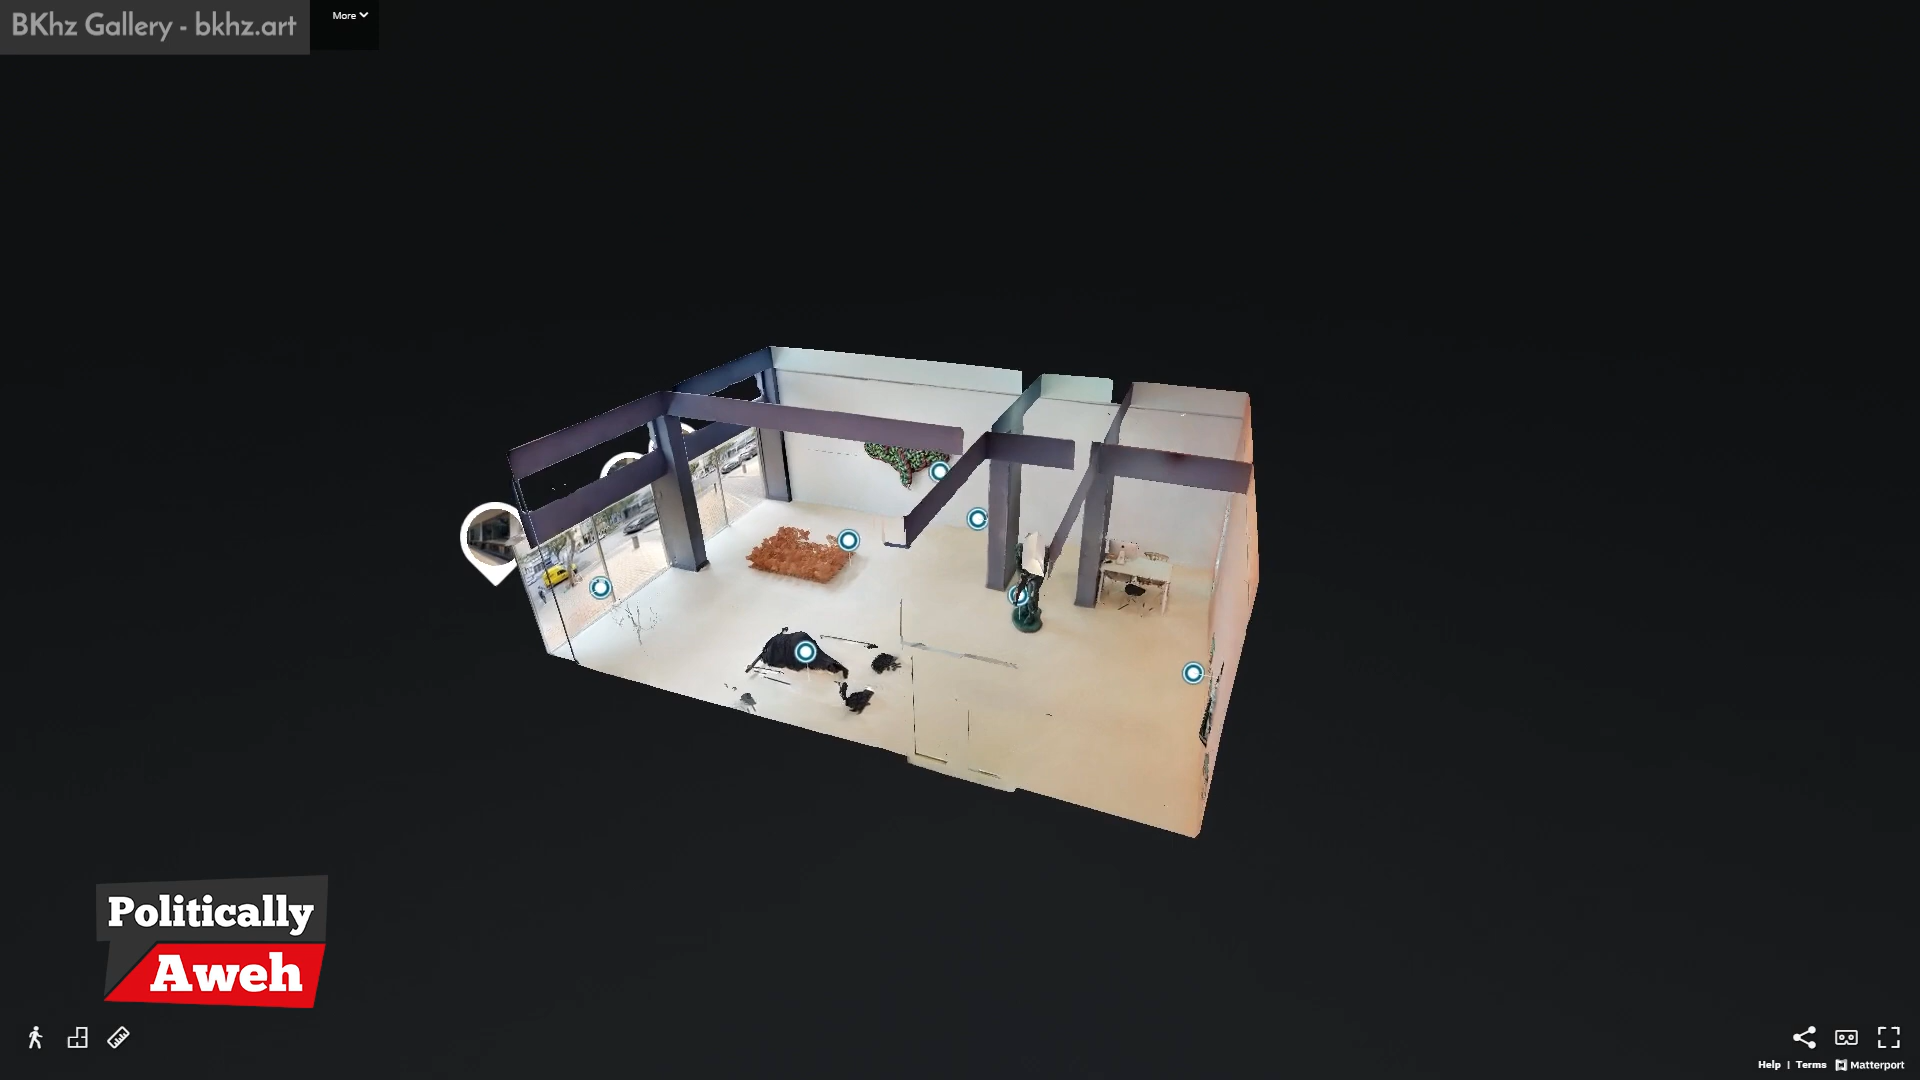 BKhz Gallery - bkhz.art
More
Politically
Aweh
Help | Terms Matterport